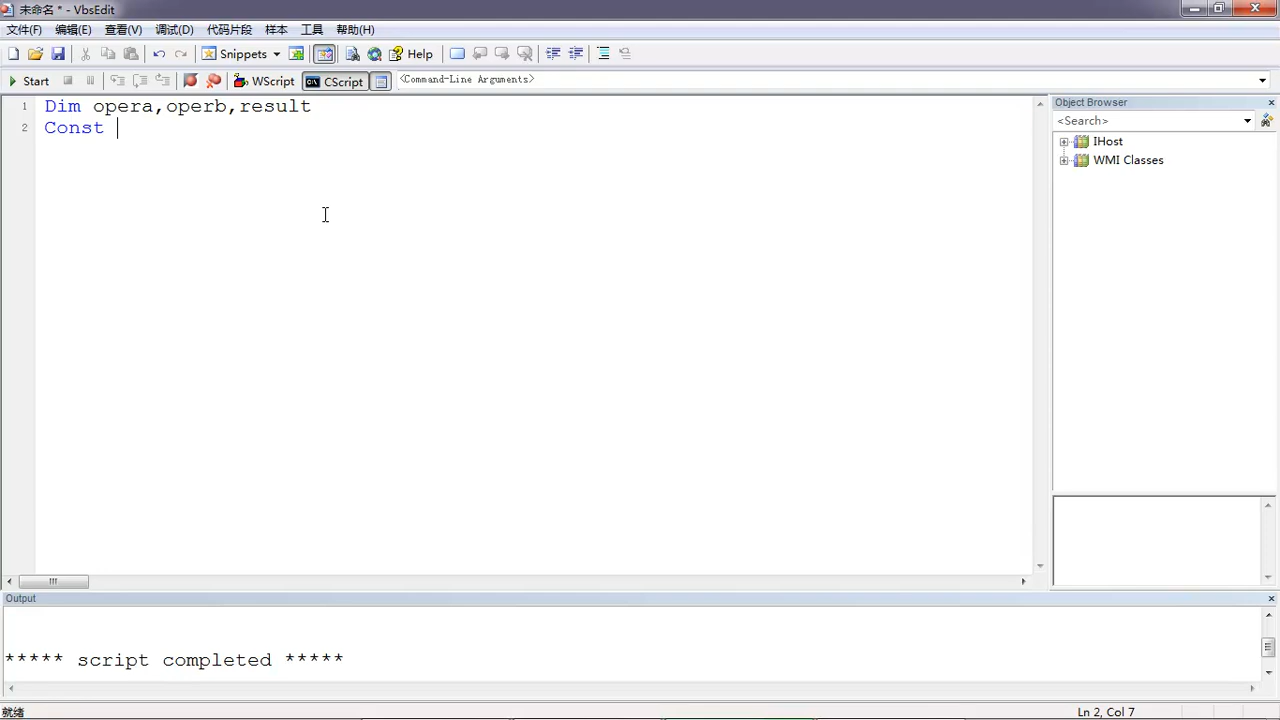 未命名 * - VbsEdit
文件(F) 编辑(E) 查看(V) 调试(D) 代码片段 样本 工具 帮助(H)
Snippets Help
Start WScript CScript <Command-Line Arguments>
1 Dim opera,operb,result
2 Const
Object Browser
<Search>
IHost
WMI Classes
Output
***** script completed *****
就绪 Ln 2, Col 7